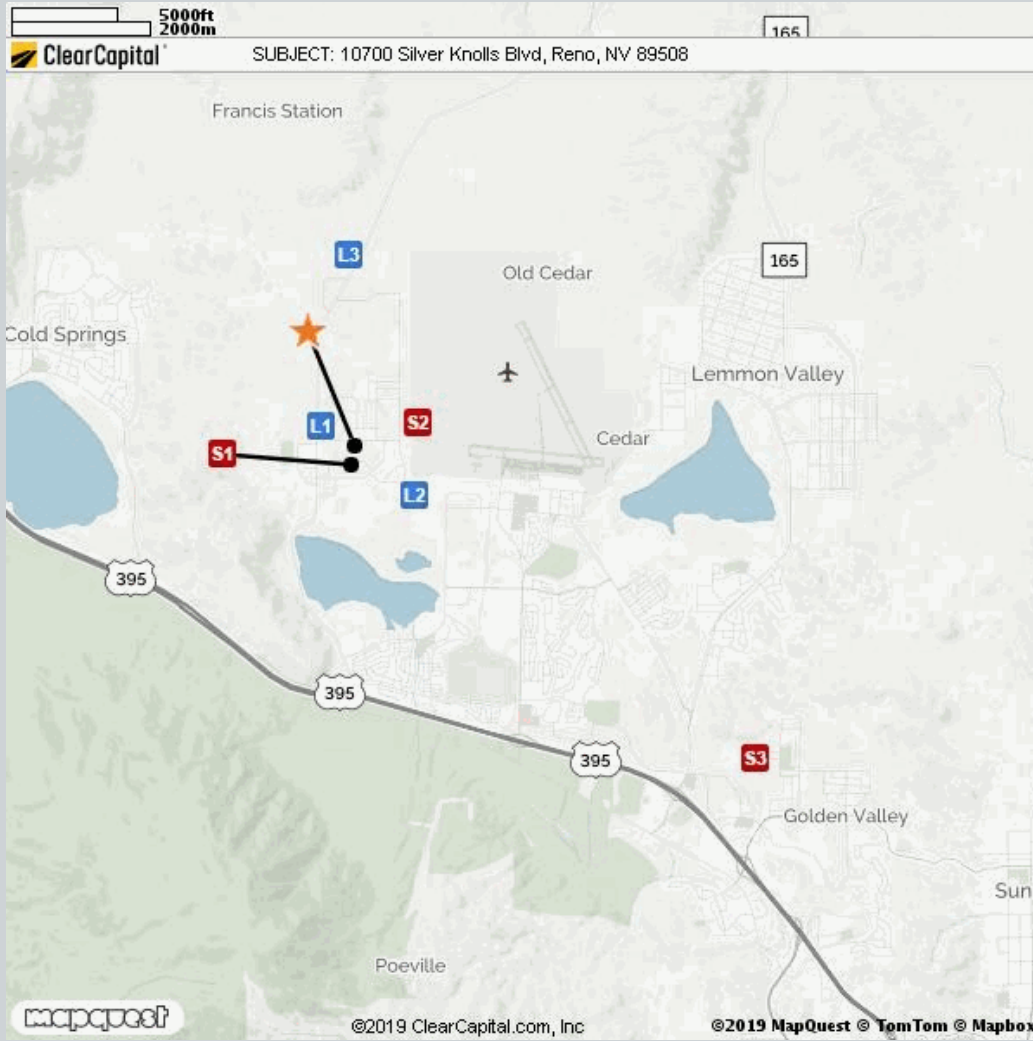 5000ft
2000m
165
ClearCapital
SUBJECT: 10700 Silver Knolls Blvd, Reno, NV 89508
Francis Station
L3
165
Old Cedar
Cold Springs
Lemmon Valley
L1
S2
Cedar
S1
L2
395
395
395
S3
Golden Valley
Sun
Poeville
mapquest
©2019 ClearCapital.com, Inc
©2019 MapQuest © TomTom © Mapbox